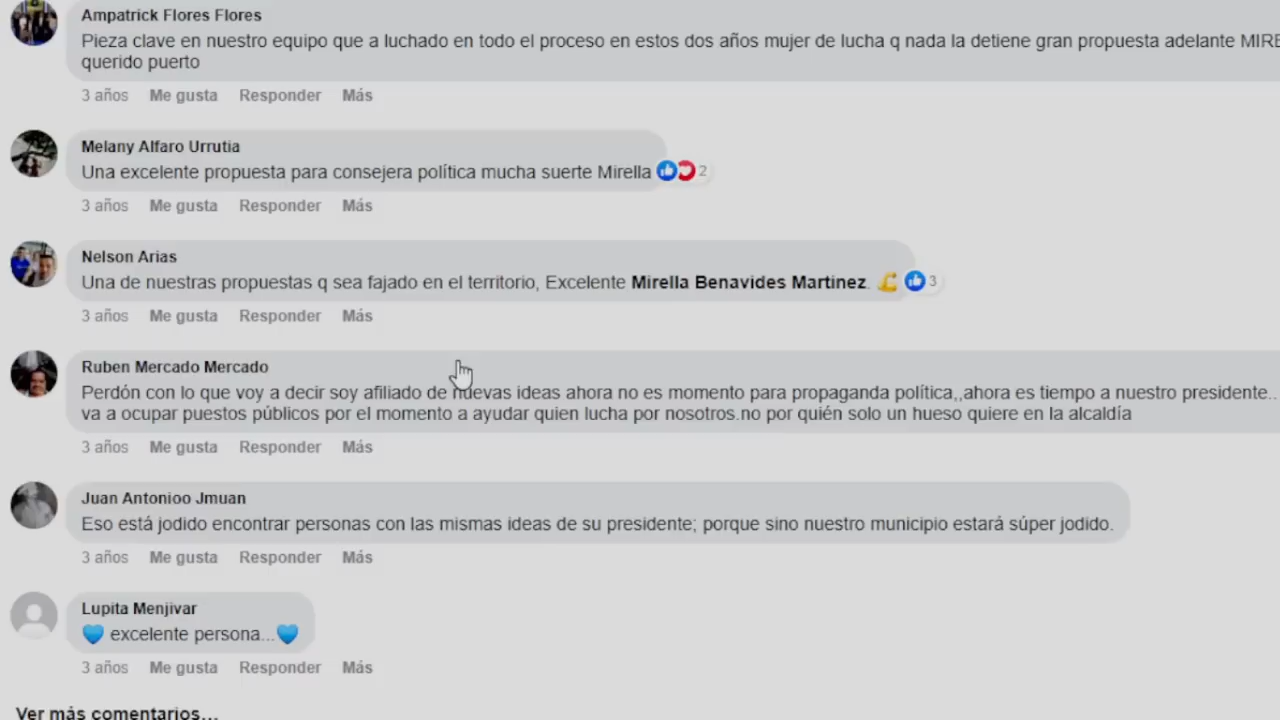 Ampatrick Flores Flores
Pieza clave en nuestro equipo que a luchado en todo el proceso en estos dos años mujer de lucha q nada la detiene gran propuesta adelante
querido puerto
3 años Me gusta Responder Más
Melany Alfaro Urrutia
Una excelente propuesta para consejera política mucha suerte Mirella 2
3 años Me gusta Responder Más
Nelson Arias
Una de nuestras propuestas q sea fajado en el territorio, Excelente Mirella Benavides Martinez. 💪 3
3 años Me gusta Responder Más
Ruben Mercado Mercado
Perdón con lo que voy a decir soy afiliado de nuevas ideas ahora no es momento para propaganda política,,ahora es tiempo a nuestro presidente..
va a ocupar puestos públicos por el momento a ayudar quien lucha por nosotros.no por quién solo un hueso quiere en la alcaldía
3 años Me gusta Responder Más
Juan Antonioo Jmuan
Eso está jodido encontrar personas con las mismas ideas de su presidente; porque sino nuestro municipio estará súper jodido.
3 años Me gusta Responder Más
Lupita Menjivar
💙 excelente persona...💙
3 años Me gusta Responder Más
Ver más comentarios...